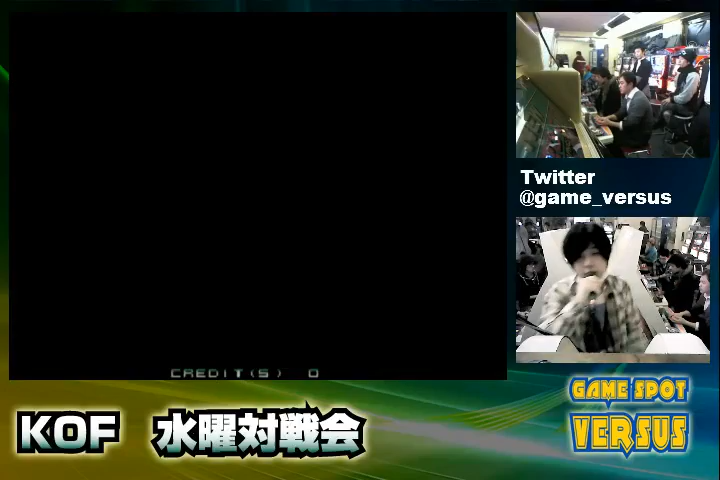 Twitter
@game_versus
CREDIT(S) 0
KOF 水曜対戦会
GAME SPOT
VERSUS